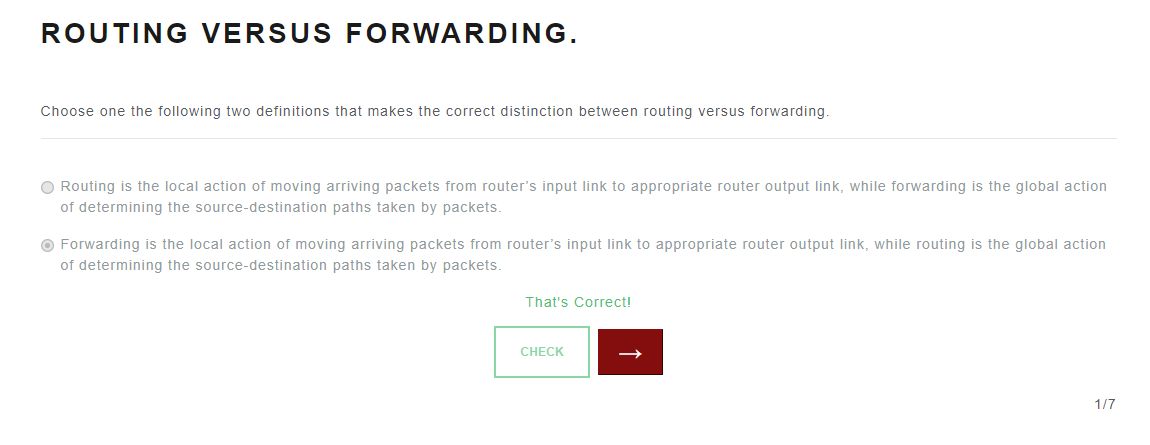 ROUTING VERSUS FORWARDING.
Choose one the following two definitions that makes the correct distinction between routing versus forwarding.
Routing is the local action of moving arriving packets from router's input link to appropriate router output link, while forwarding is the global action
of determining the source-destination paths taken by packets.
Forwarding is the local action of moving arriving packets from router's input link to appropriate router output link, while routing is the global action
of determining the source-destination paths taken by packets.
That's Correct!
CHECK →
1/7